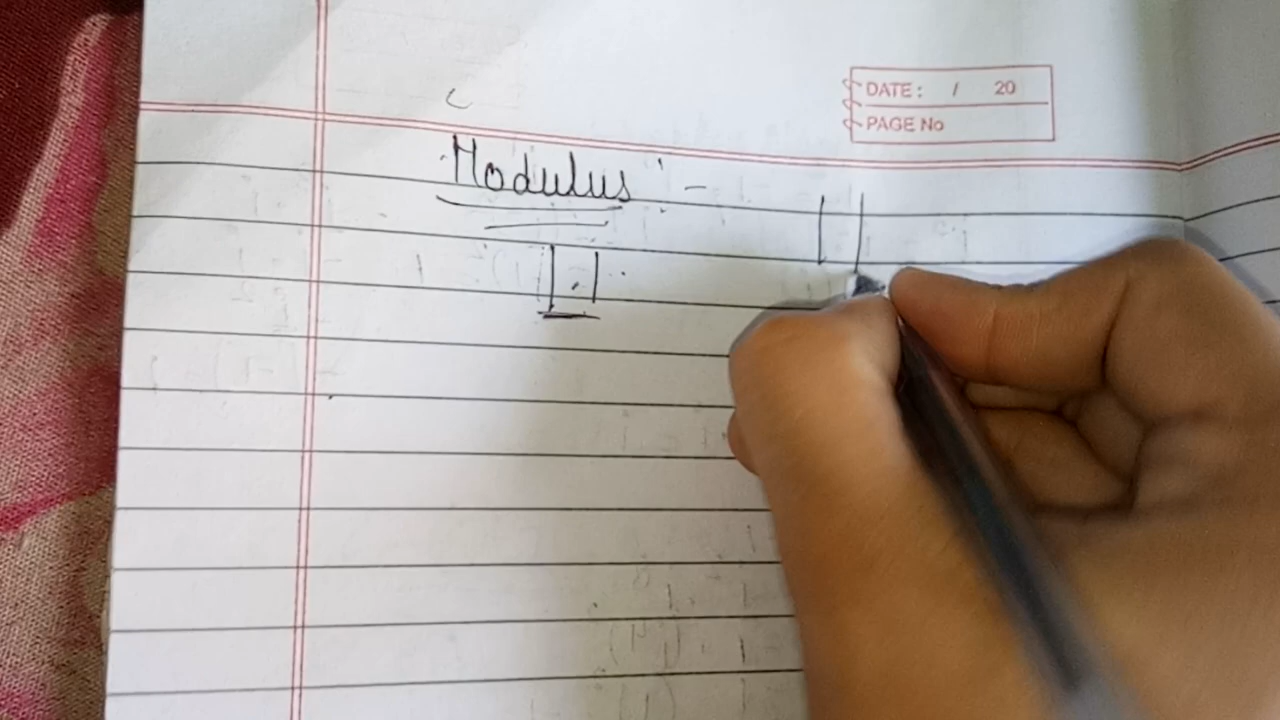 DATE: / 20
PAGE No
Modulus :-
| |
| . |